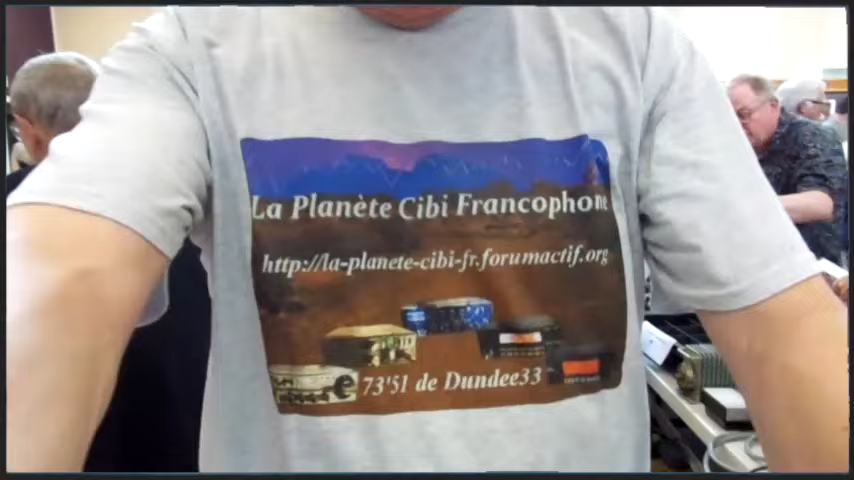 La Planète Cibi Francophone
http://la-planete-cibi-fr.forumactif.org
73'51 de Dundee33